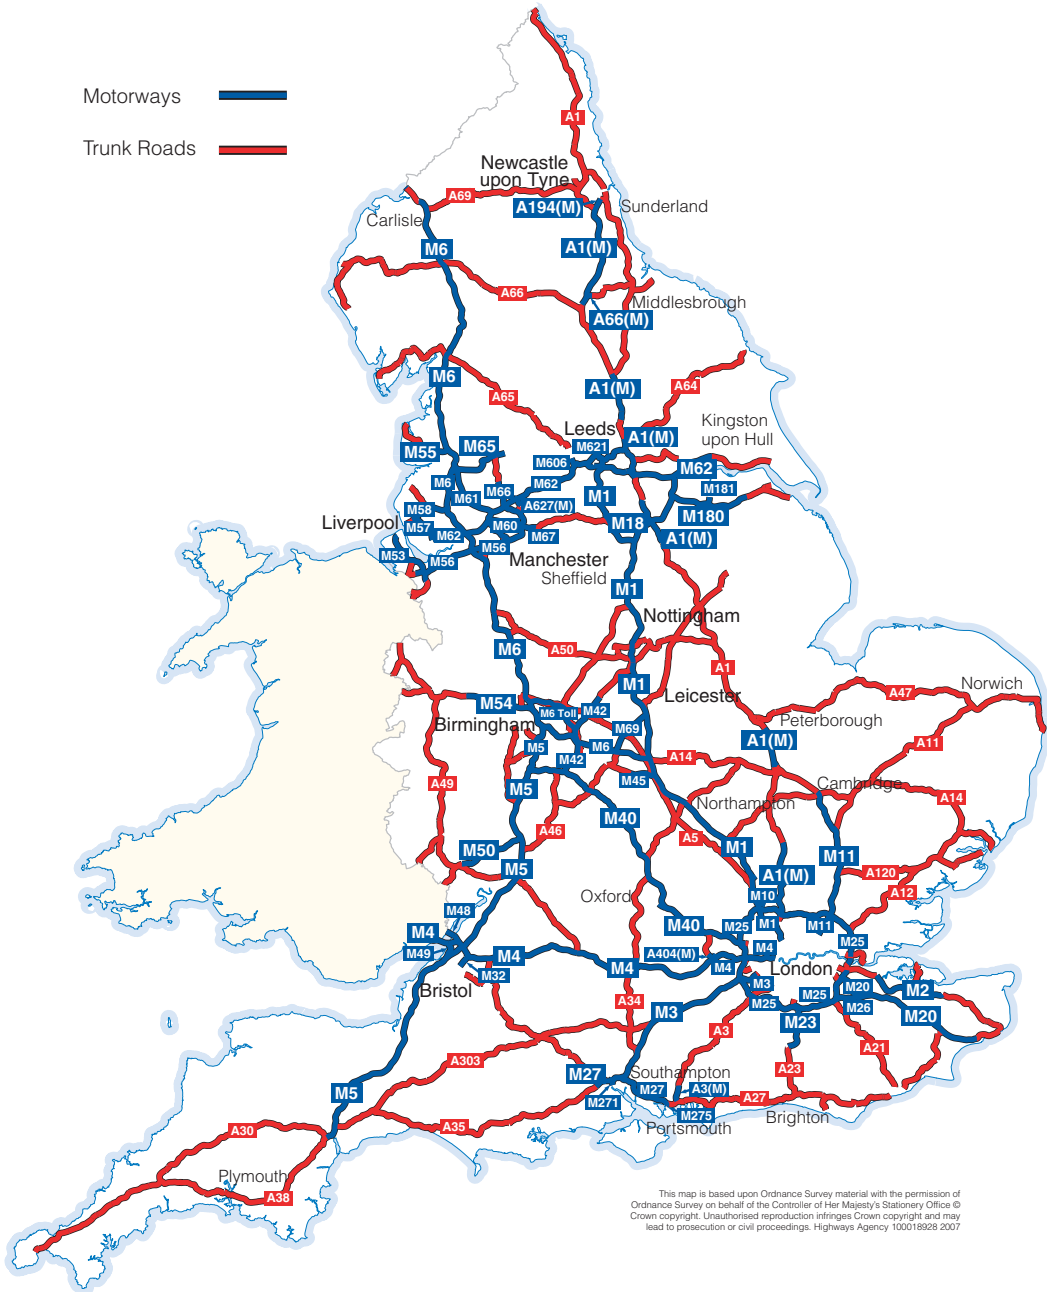 Motorways
Trunk Roads
A1
Newcastle
upon Tyne
A69
A194(M)
Sunderland
Carlisle
M6
A1(M)
A66
Middlesbrough
A66(M)
M6
A1(M)
A64
A65
Kingston
upon Hull
Leeds
A1(M)
M621
M55
M65
M606
M62
M6
M62
M181
M61
M66
M1
A627(M)
M58
M180
Liverpool
M57
M60
M18
M62
M67
A1(M)
M56
M53
M56
Manchester
Sheffield
M1
Nottingham
M6
A50
A1
M1
Leicester
Norwich
A47
M54
M6 Toll
M42
Peterborough
Birmingham
M69
A1(M)
A11
M5
M6
M42
A14
A49
M45
Cambridge
M5
Northampton
A14
M40
A46
A5
M50
M1
M11
M5
A1(M)
A120
A12
Oxford
M10
M48
M40
M25
M1
M11
M4
M25
M49
M4
A404(M)
M4
M4
M4
London
M32
Bristol
M3
M20
M2
M25
M25
A34
M3
M26
M20
M23
A3
A21
A303
A23
M27
Southampton
M5
M27
A3(M)
M271
A27
M275
Brighton
A35
Portsmouth
A30
Plymouth
A38
This map is based upon Ordnance Survey material with the permission of
Ordnance Survey on behalf of the Controller of Her Majesty's Stationery Office ©
Crown copyright. Unauthorised reproduction infringes Crown copyright and may
lead to prosecution or civil proceedings. Highways Agency 100018928 2007